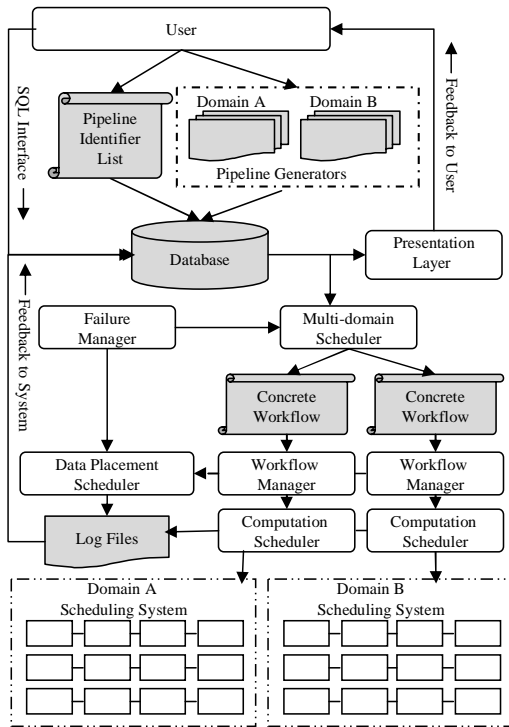 User
SQL Interface
Feedback to User
Pipeline
Identifier
List
Domain A
Domain B
Pipeline Generators
Database
Presentation
Layer
Feedback to System
Failure
Manager
Multi-domain
Scheduler
Concrete
Workflow
Concrete
Workflow
Data Placement
Scheduler
Workflow
Manager
Workflow
Manager
Log Files
Computation
Scheduler
Computation
Scheduler
Domain A
Scheduling System
Domain B
Scheduling System